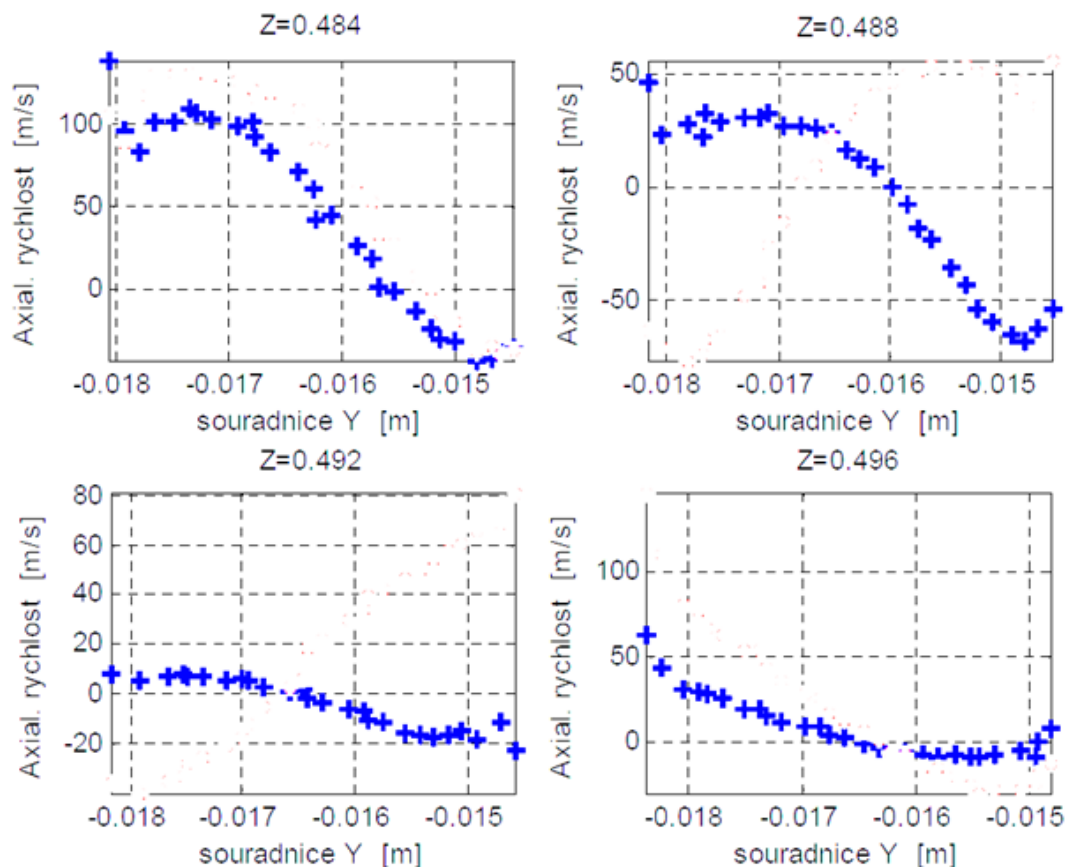 Z=0.484
Axial. rychlost [m/s]
100
50
0
-0.018 -0.017 -0.016 -0.015
souradnice Y [m]
Z=0.488
Axial. rychlost [m/s]
50
0
-50
-0.018 -0.017 -0.016 -0.015
souradnice Y [m]
Z=0.492
Axial. rychlost [m/s]
80
60
40
20
0
-20
-0.018 -0.017 -0.016 -0.015
souradnice Y [m]
Z=0.496
Axial. rychlost [m/s]
100
50
0
-0.018 -0.017 -0.016 -0.015
souradnice Y [m]